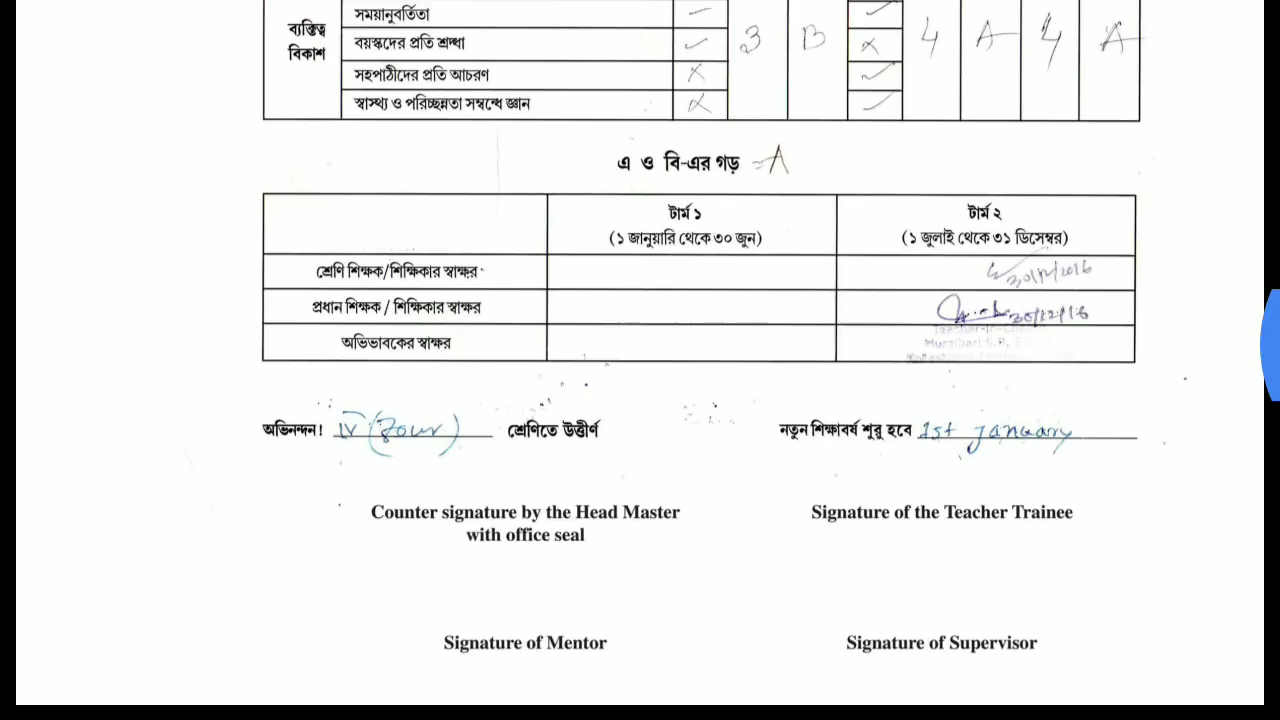 ব্যক্তিত্ব বিকাশ
সময়ানুবর্তিতা
বয়স্কদের প্রতি শ্রদ্ধা
সহপাঠীদের প্রতি আচরণ
স্বাস্থ্য ও পরিচ্ছন্নতা সম্বন্ধে জ্ঞান
3 B 4 A 4 A
এ ও বি-এর গড় = A
টার্ম ১ টার্ম ২
(১ জানুয়ারি থেকে ৩০ জুন) (১ জুলাই থেকে ৩১ ডিসেম্বর)
শ্রেণি শিক্ষক/শিক্ষিকার স্বাক্ষর
প্রধান শিক্ষক / শিক্ষিকার স্বাক্ষর 30/12/16
অভিভাবকের স্বাক্ষর
অভিনন্দন! IV (Four) শ্রেণিতে উত্তীর্ণ নতুন শিক্ষাবর্ষ শুরু হবে 1st january
Counter signature by the Head Master Signature of the Teacher Trainee
with office seal
Signature of Mentor Signature of Supervisor